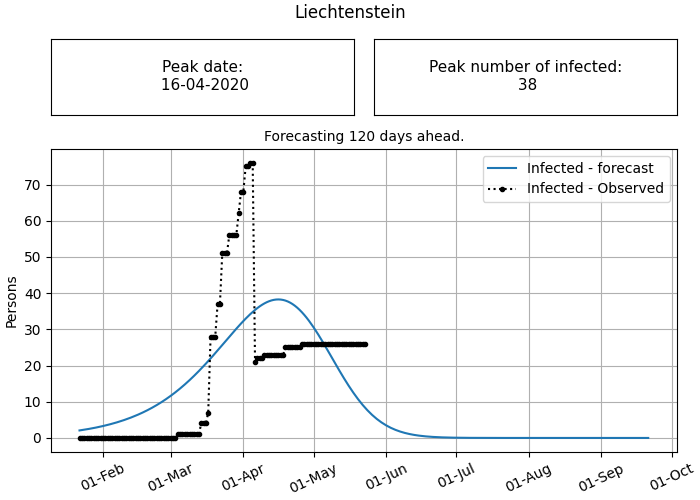 Liechtenstein
Peak date:
16-04-2020
Peak number of infected:
38
Forecasting 120 days ahead.
Infected - forecast
Infected - Observed
Persons
70
60
50
40
30
20
10
0
01-Feb
01-Mar
01-Apr
01-May
01-Jun
01-Jul
01-Aug
01-Sep
01-Oct